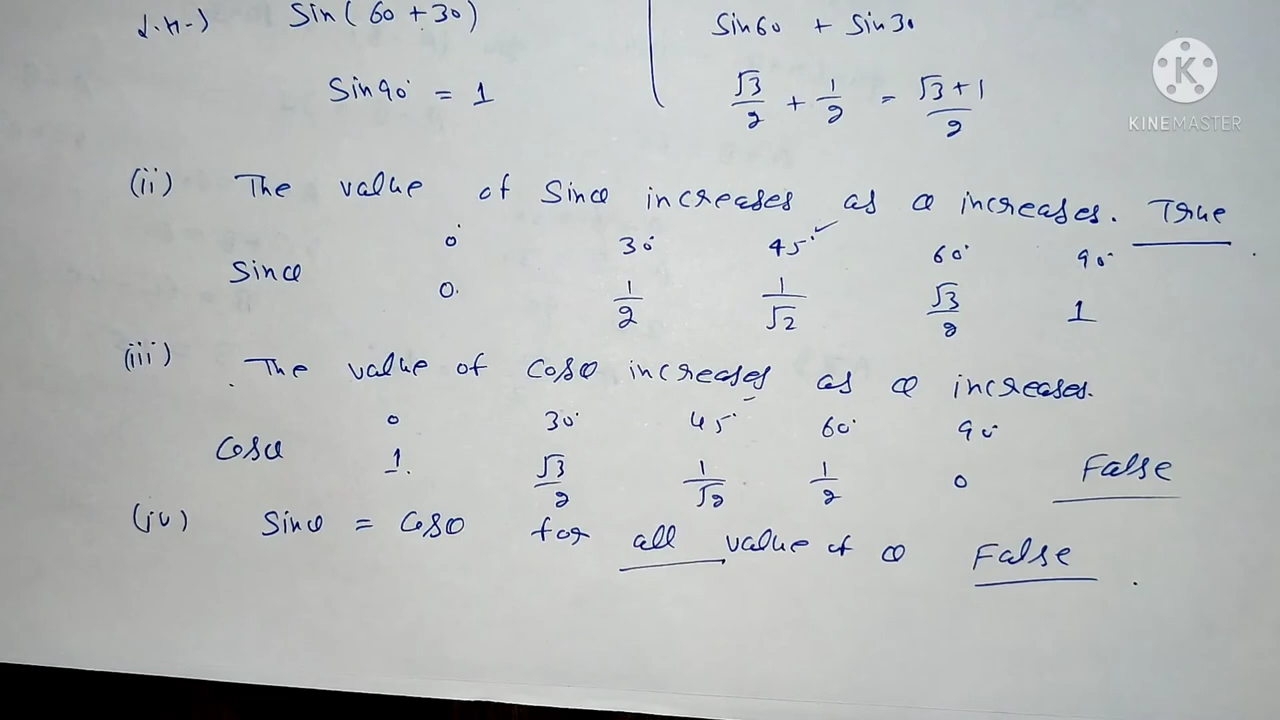 L.H.S Sin( 60 + 30) Sin60 + Sin30
Sin90° = 1 √3/2 + 1/2 = √3+1/2
KINEMASTER
(ii) The value of Sinθ increases as θ increases. True
0° 30° 45° 60° 90°
Sinθ 0 1/2 1/√2 √3/2 1
(iii) The value of Cosθ increases as θ increases.
0 30° 45° 60° 90°
Cosθ 1 √3/2 1/√2 1/2 0 False
(iv) Sinθ = Cosθ for all value of θ False